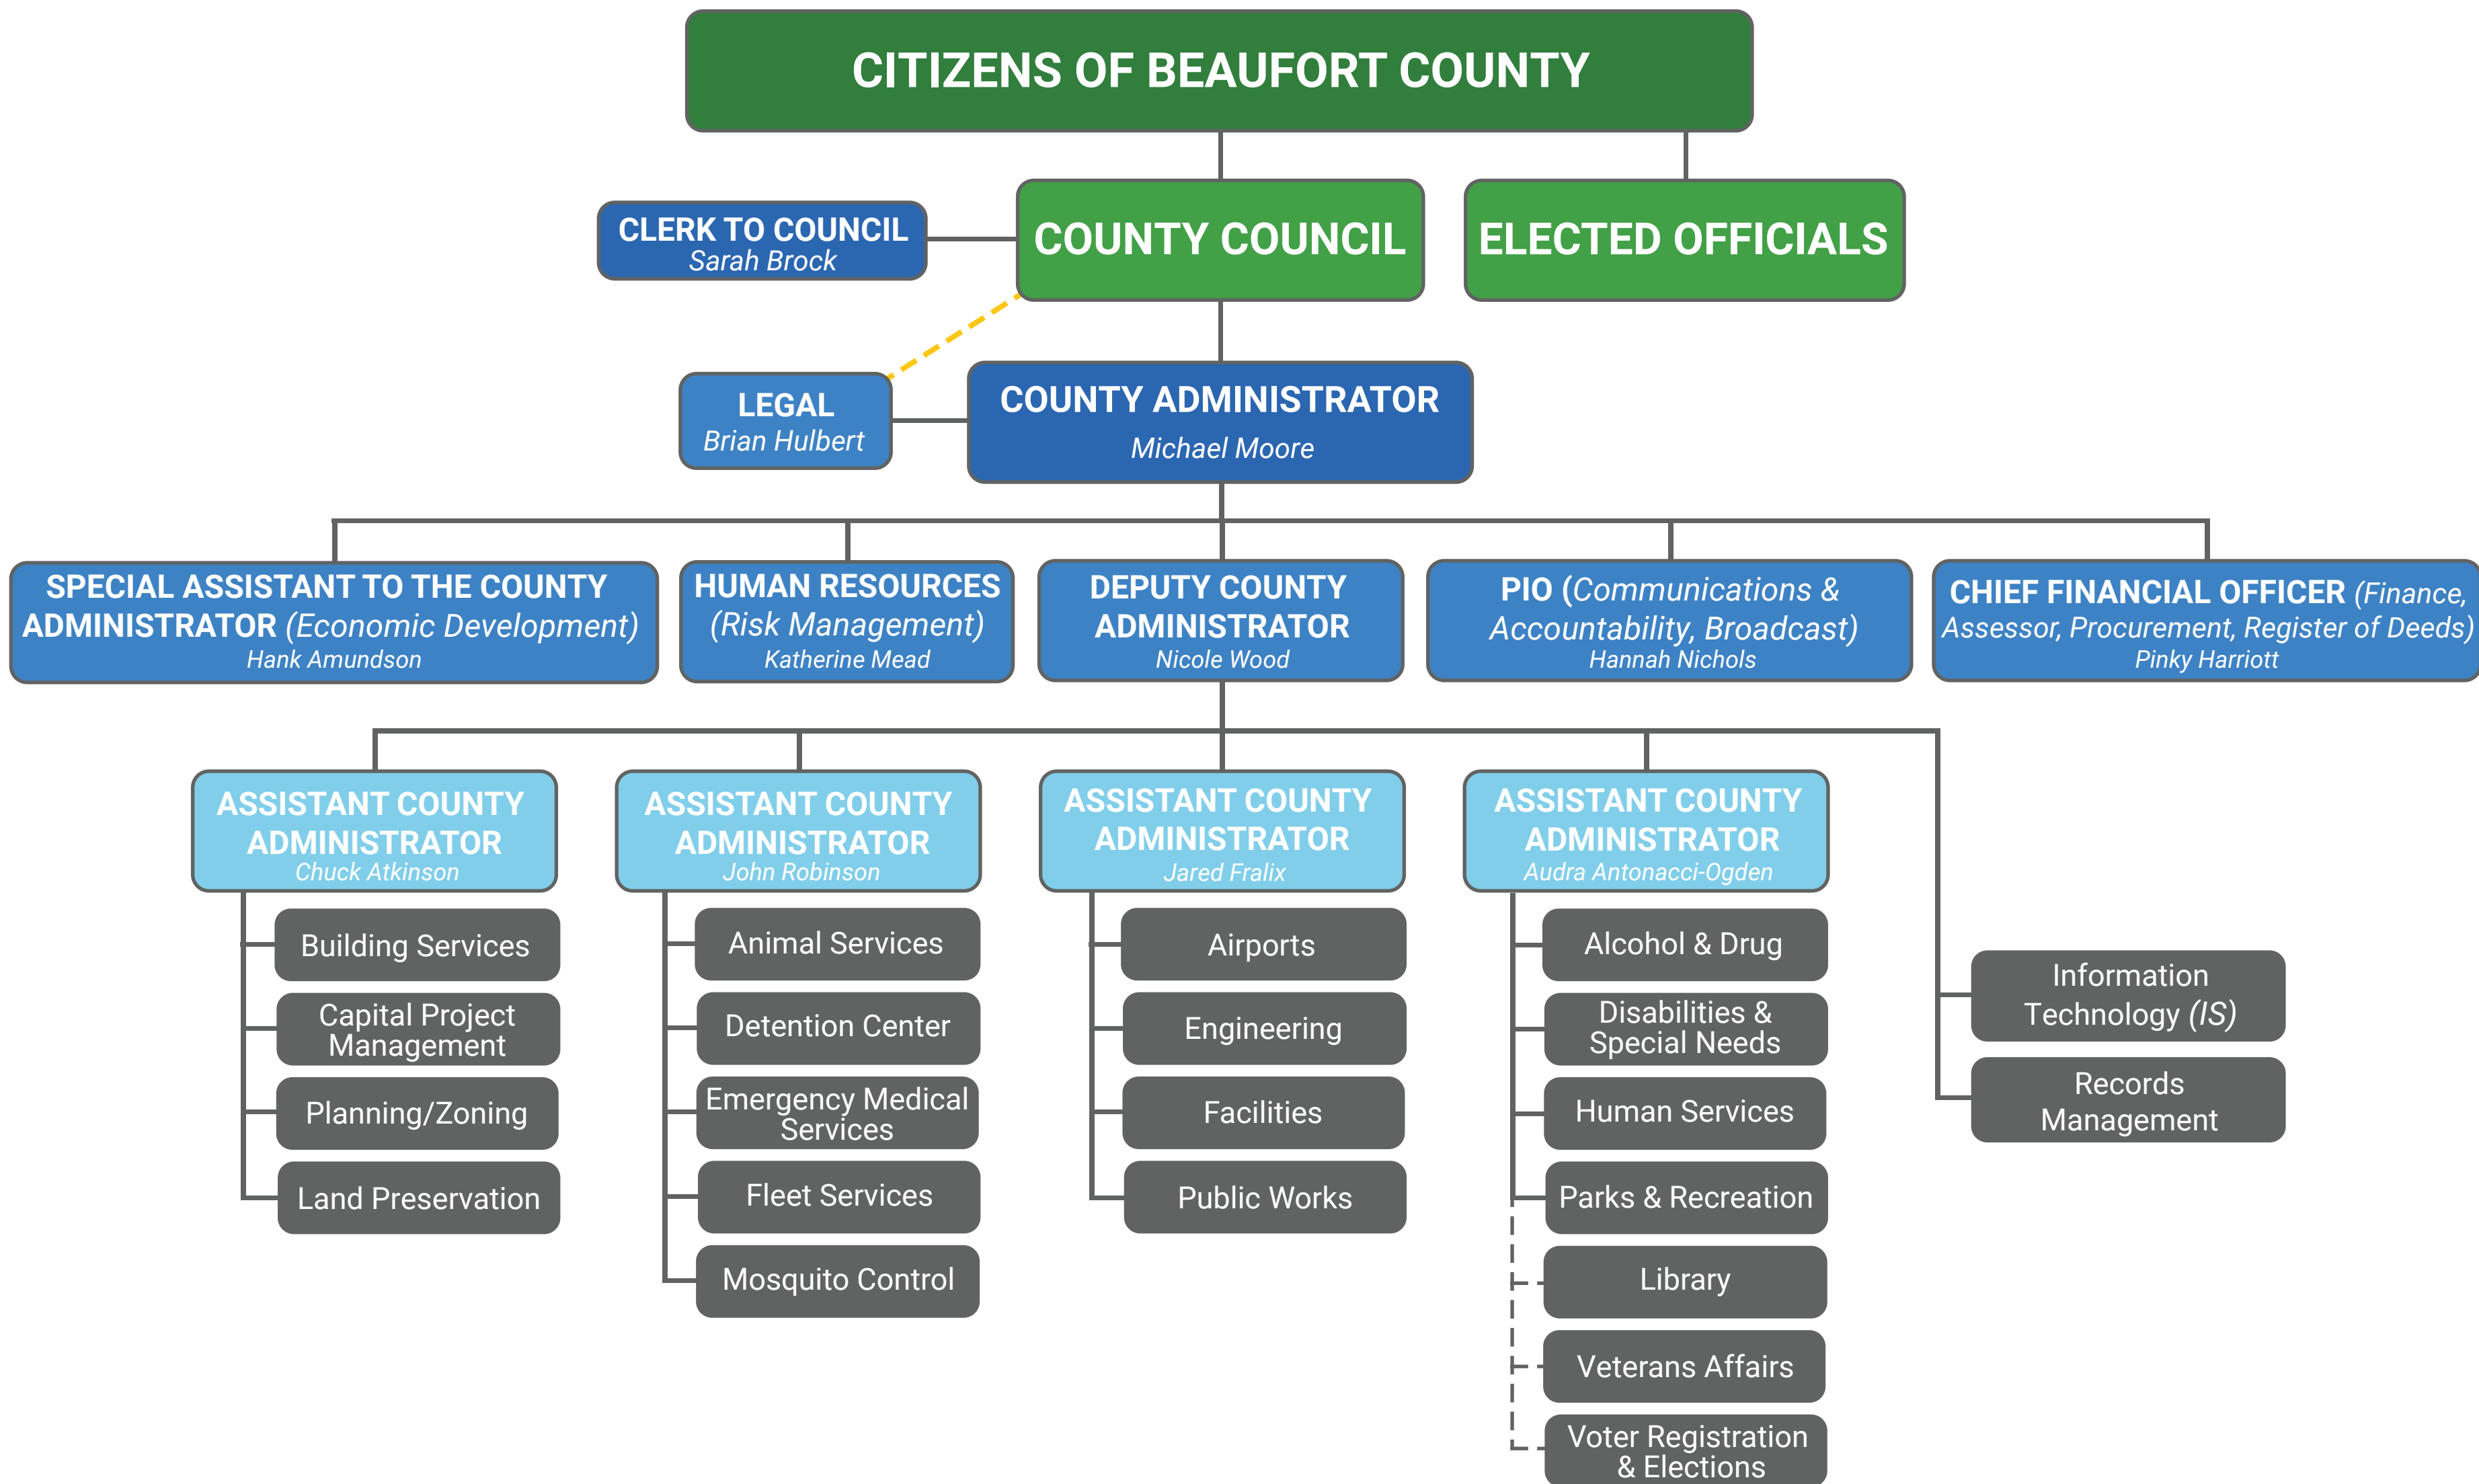 CITIZENS OF BEAUFORT COUNTY
CLERK TO COUNCIL
Sarah Brock
COUNTY COUNCIL
ELECTED OFFICIALS
LEGAL
Brian Hulbert
COUNTY ADMINISTRATOR
Michael Moore
SPECIAL ASSISTANT TO THE COUNTY
ADMINISTRATOR (Economic Development)
Hank Amundson
HUMAN RESOURCES
(Risk Management)
Katherine Mead
DEPUTY COUNTY
ADMINISTRATOR
Nicole Wood
PIO (Communications &
Accountability, Broadcast)
Hannah Nichols
CHIEF FINANCIAL OFFICER (Finance,
Assessor, Procurement, Register of Deeds)
Pinky Harriott
ASSISTANT COUNTY
ADMINISTRATOR
Chuck Atkinson
Building Services
Capital Project
Management
Planning/Zoning
Land Preservation
ASSISTANT COUNTY
ADMINISTRATOR
John Robinson
Animal Services
Detention Center
Emergency Medical
Services
Fleet Services
Mosquito Control
ASSISTANT COUNTY
ADMINISTRATOR
Jared Fralix
Airports
Engineering
Facilities
Public Works
ASSISTANT COUNTY
ADMINISTRATOR
Audra Antonacci-Ogden
Alcohol & Drug
Disabilities &
Special Needs
Human Services
Parks & Recreation
Library
Veterans Affairs
Voter Registration
& Elections
Information
Technology (IS)
Records
Management